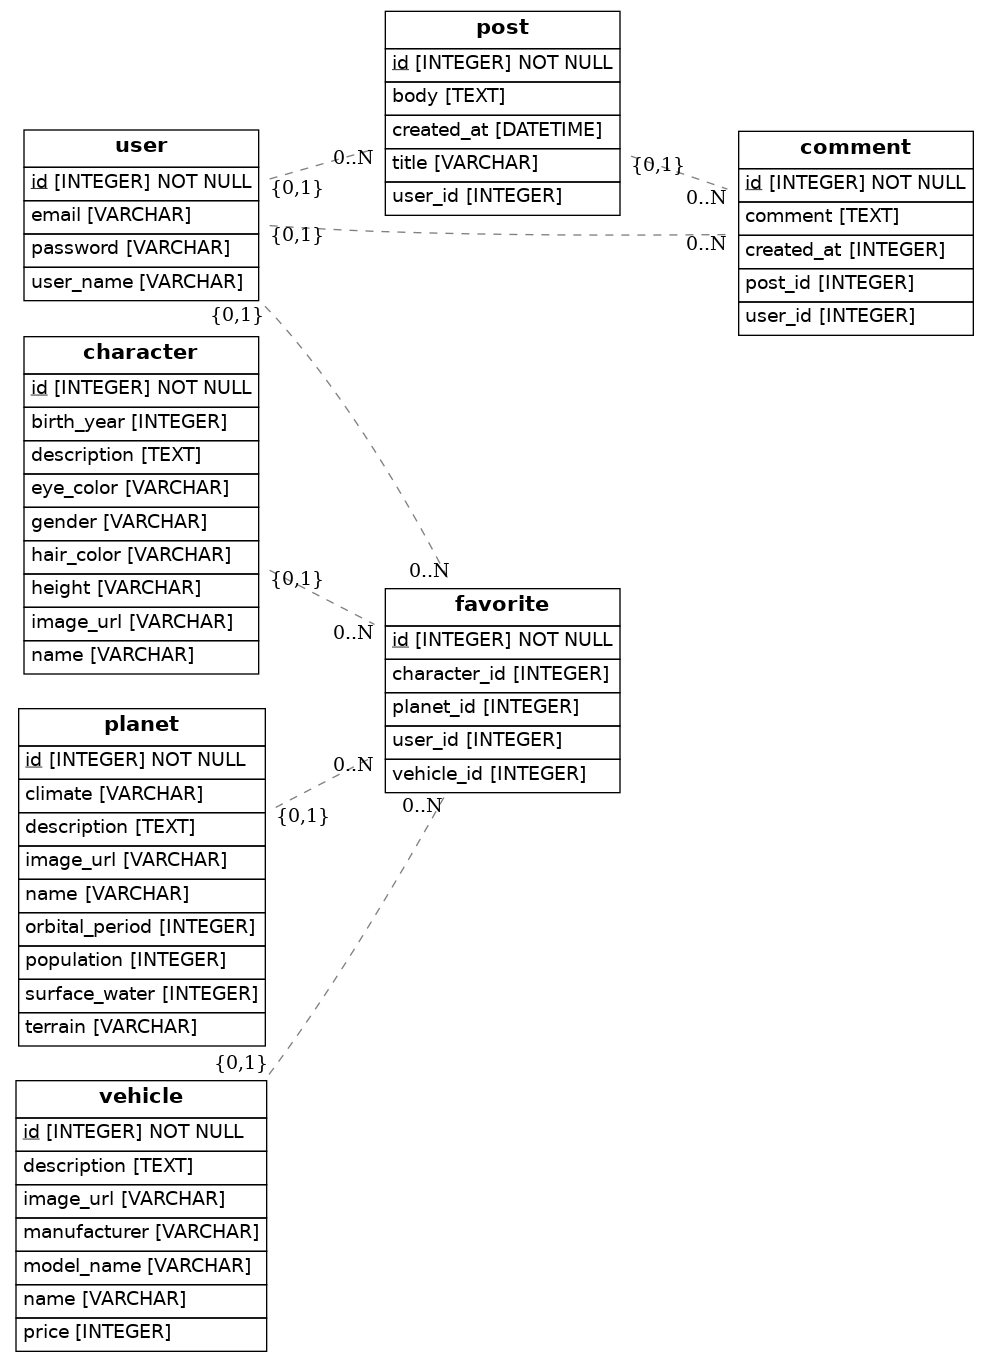 post
id [INTEGER] NOT NULL
body [TEXT]
created_at [DATETIME]
title [VARCHAR]
user_id [INTEGER]
user
id [INTEGER] NOT NULL
email [VARCHAR]
password [VARCHAR]
user_name [VARCHAR]
comment
id [INTEGER] NOT NULL
comment [TEXT]
created_at [INTEGER]
post_id [INTEGER]
user_id [INTEGER]
0..N
{0,1}
{0,1}
0..N
{0,1}
0..N
{0,1}
character
id [INTEGER] NOT NULL
birth_year [INTEGER]
description [TEXT]
eye_color [VARCHAR]
gender [VARCHAR]
hair_color [VARCHAR]
height [VARCHAR]
image_url [VARCHAR]
name [VARCHAR]
0..N
{0,1}
0..N
favorite
id [INTEGER] NOT NULL
character_id [INTEGER]
planet_id [INTEGER]
user_id [INTEGER]
vehicle_id [INTEGER]
planet
id [INTEGER] NOT NULL
climate [VARCHAR]
description [TEXT]
image_url [VARCHAR]
name [VARCHAR]
orbital_period [INTEGER]
population [INTEGER]
surface_water [INTEGER]
terrain [VARCHAR]
0..N
{0,1}
0..N
{0,1}
vehicle
id [INTEGER] NOT NULL
description [TEXT]
image_url [VARCHAR]
manufacturer [VARCHAR]
model_name [VARCHAR]
name [VARCHAR]
price [INTEGER]